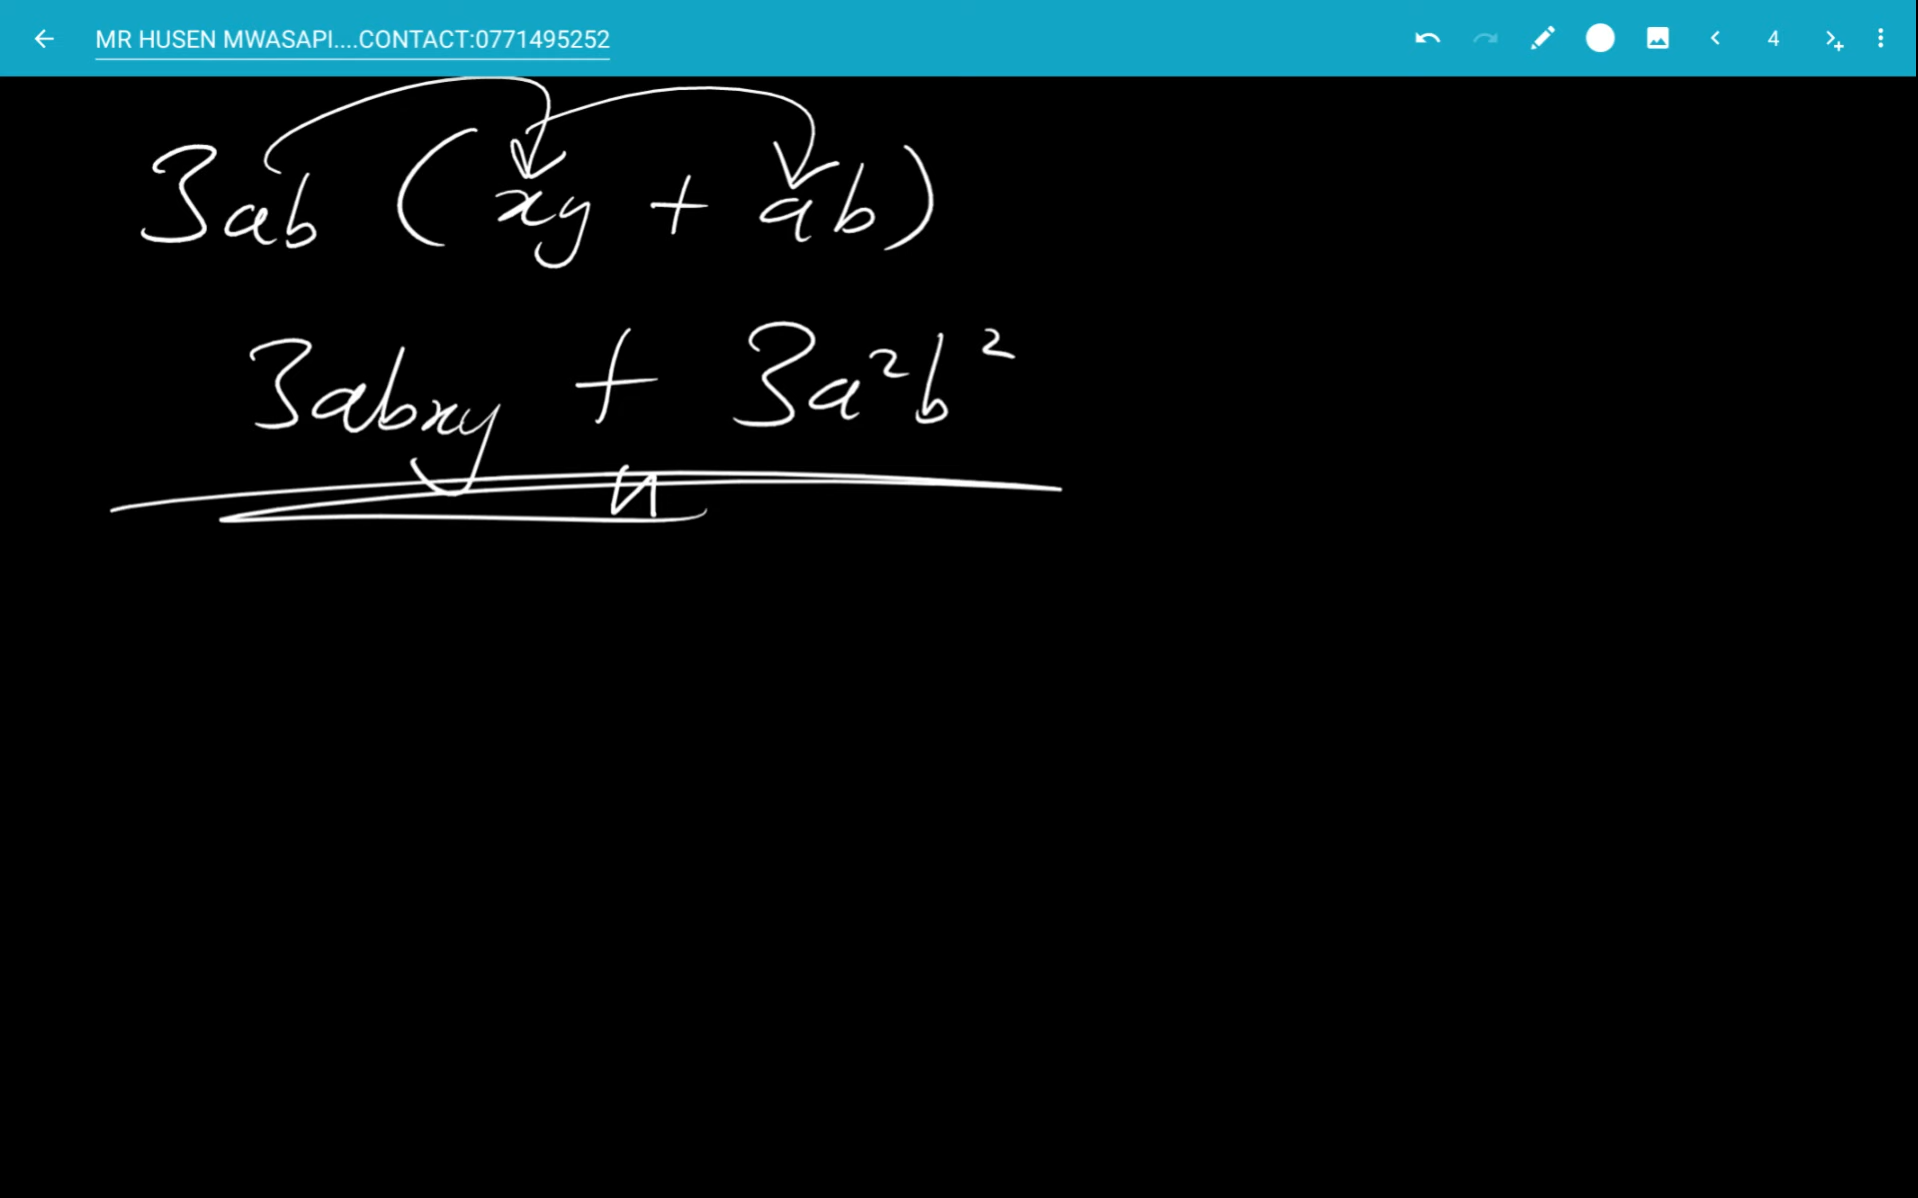 MR HUSEN MWASAPI....CONTACT:0771495252
4
3ab (xy + ab)
3abxy + 3a²b²